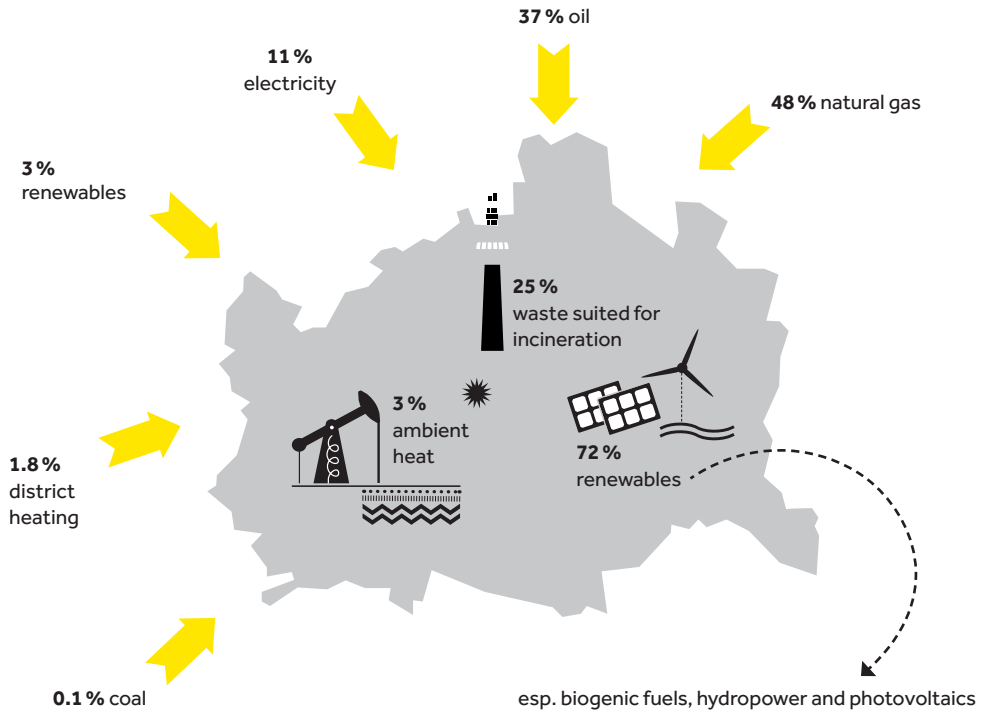 37 % oil
11 %
electricity
48 % natural gas
3 %
renewables
25 %
waste suited for
incineration
3 %
ambient
heat
72 %
renewables
1.8 %
district
heating
0.1 % coal
esp. biogenic fuels, hydropower and photovoltaics